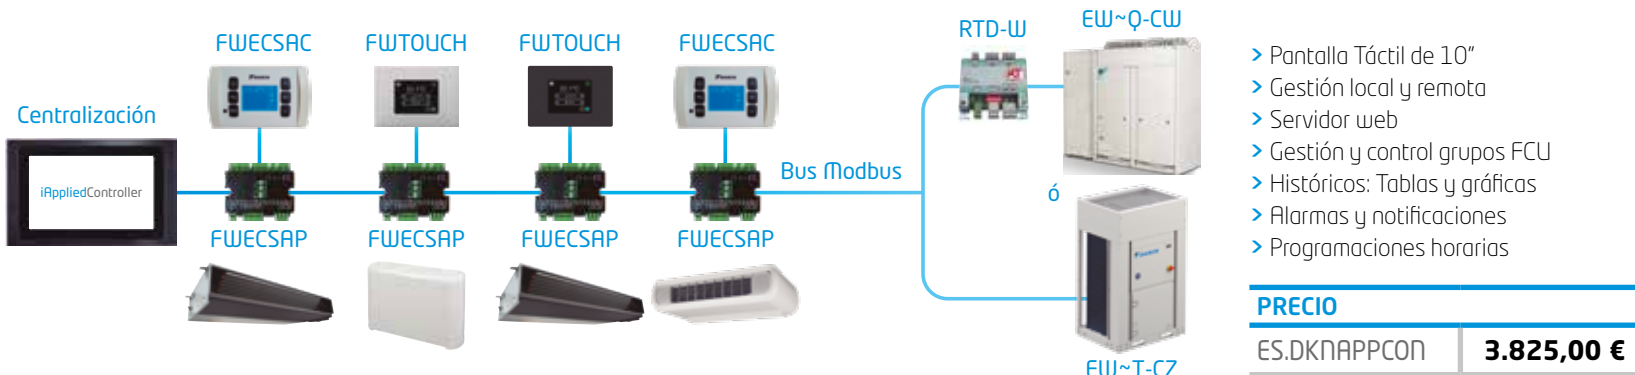 FWECSAC
FWTOUCH
FWTOUCH
FWECSAC
RTD-W
EW~Q-CW
Centralización
iAppliedController
Bus Modbus
ó
FWECSAP
FWECSAP
FWECSAP
FWECSAP
EW~T-CZ
> Pantalla Táctil de 10"
> Gestión local y remota
> Servidor web
> Gestión y control grupos FCU
> Históricos: Tablas y gráficas
> Alarmas y notificaciones
> Programaciones horarias
PRECIO
ES.DKNAPPCON 3.825,00 €